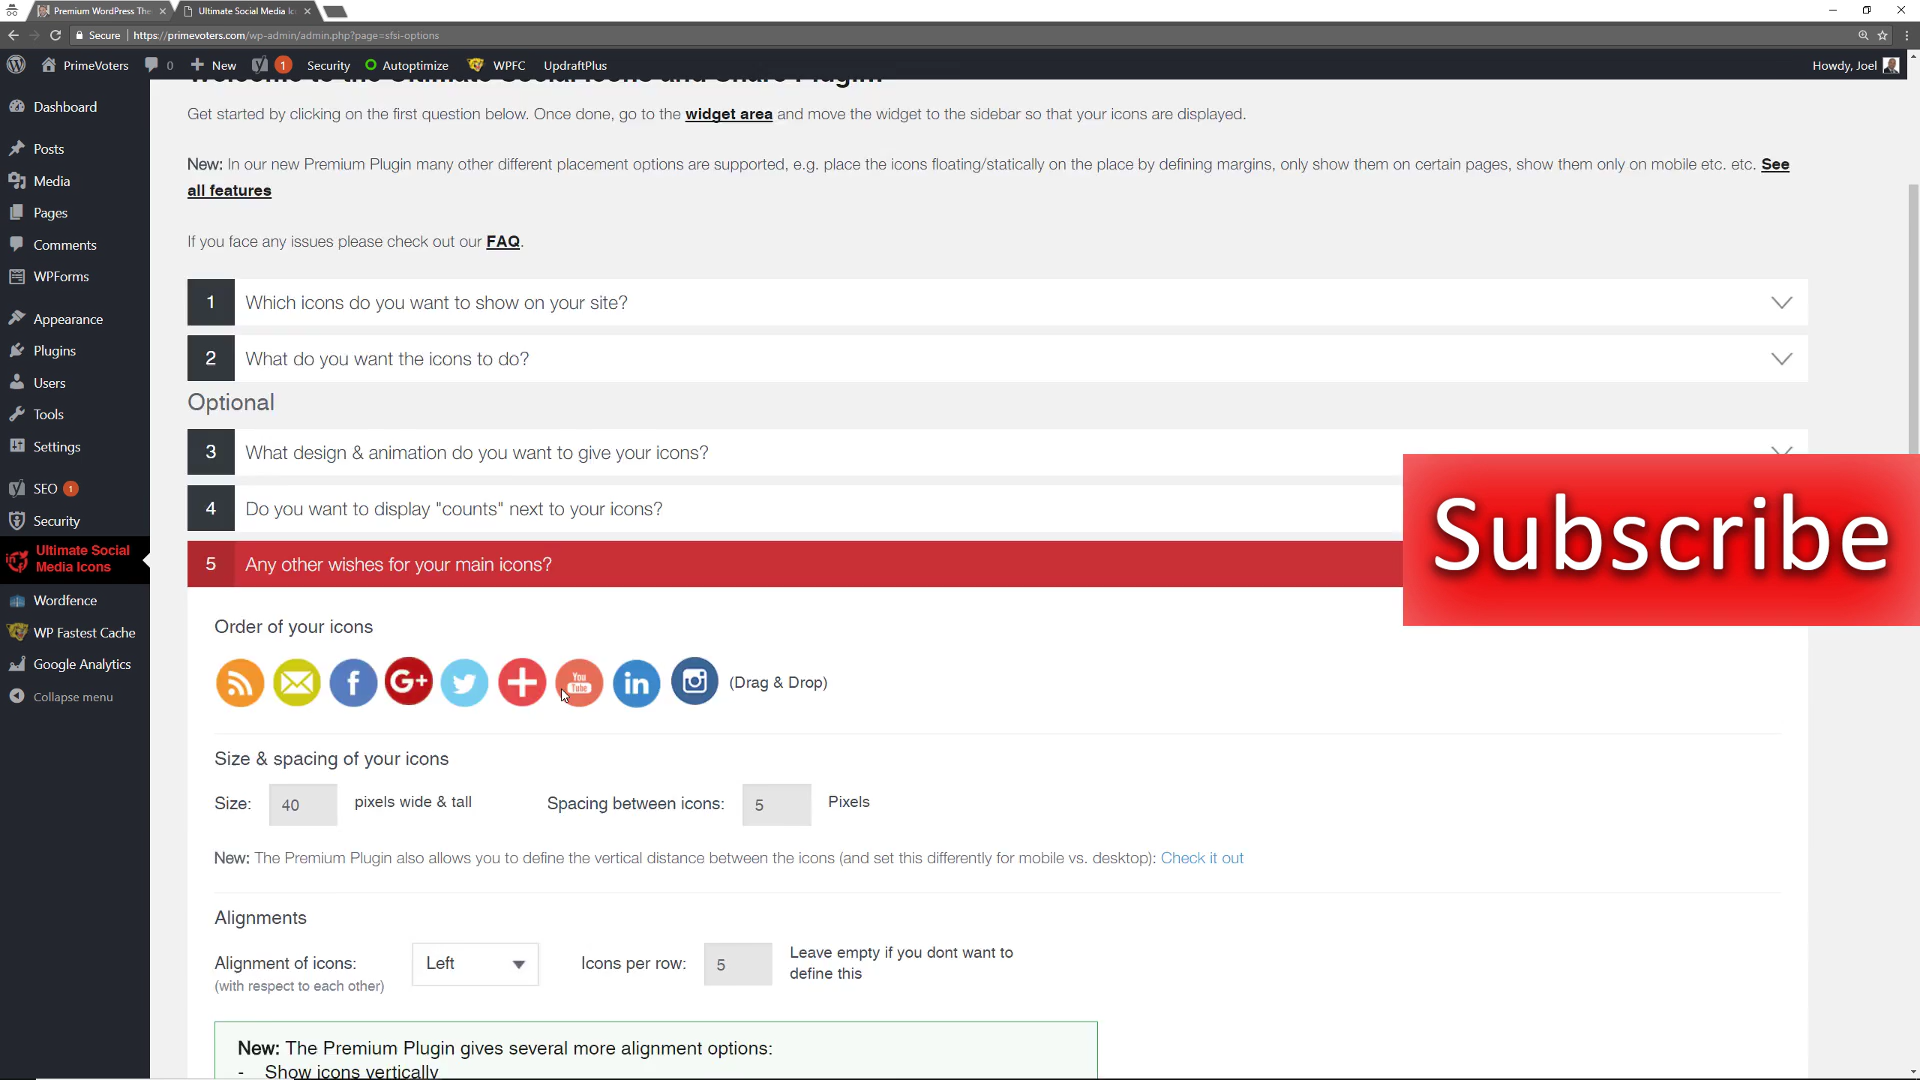 Premium WordPress The
Ultimate Social Media Ic
Secure
https://primevoters.com/wp-admin/admin.php?page=sfsi-options
PrimeVoters
0
New
1
Security
Autoptimize
WPFC
UpdraftPlus
Howdy, Joel
Dashboard
Posts
Media
Pages
Comments
WPForms
Appearance
Plugins
Users
Tools
Settings
SEO 1
Security
Ultimate Social
Media Icons
Wordfence
WP Fastest Cache
Google Analytics
Collapse menu
Welcome to the Ultimate Social Icons and Share Plugin!
Get started by clicking on the first question below. Once done, go to the widget area and move the widget to the sidebar so that your icons are displayed.
New: In our new Premium Plugin many other different placement options are supported, e.g. place the icons floating/statically on the place by defining margins, only show them on certain pages, show them only on mobile etc. etc. See
all features
If you face any issues please check out our FAQ.
1 Which icons do you want to show on your site?
2 What do you want the icons to do?
Optional
3 What design & animation do you want to give your icons?
4 Do you want to display "counts" next to your icons?
5 Any other wishes for your main icons?
Subscribe
Order of your icons
f G+ You Tube in (Drag & Drop)
Size & spacing of your icons
Size: 40 pixels wide & tall Spacing between icons: 5 Pixels
New: The Premium Plugin also allows you to define the vertical distance between the icons (and set this differently for mobile vs. desktop): Check it out
Alignments
Alignment of icons: Left Icons per row: 5 Leave empty if you dont want to
(with respect to each other) define this
New: The Premium Plugin gives several more alignment options:
- Show icons vertically